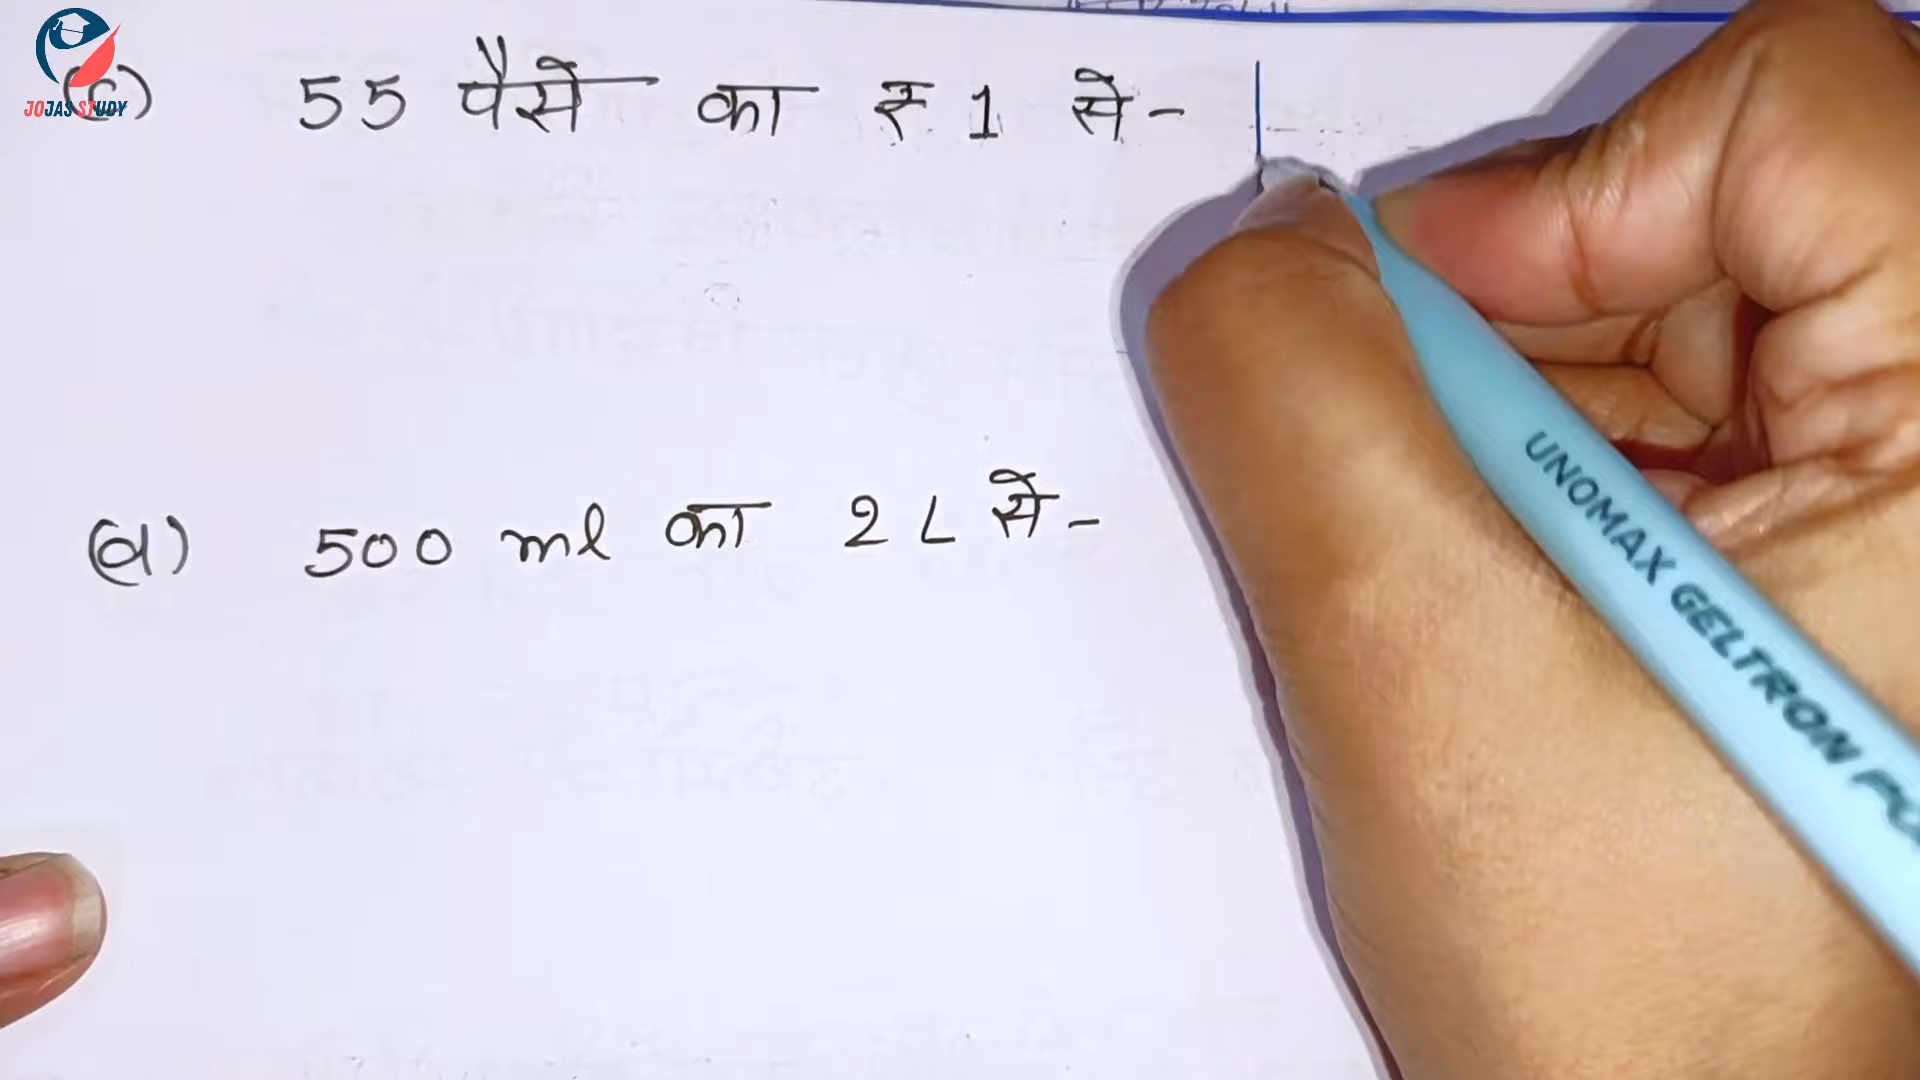 JOJAS STUDY
(c) 55 पैसे का ₹ 1 से-
(d) 500 ml का 2 L से-
UNOMAX GELTRON